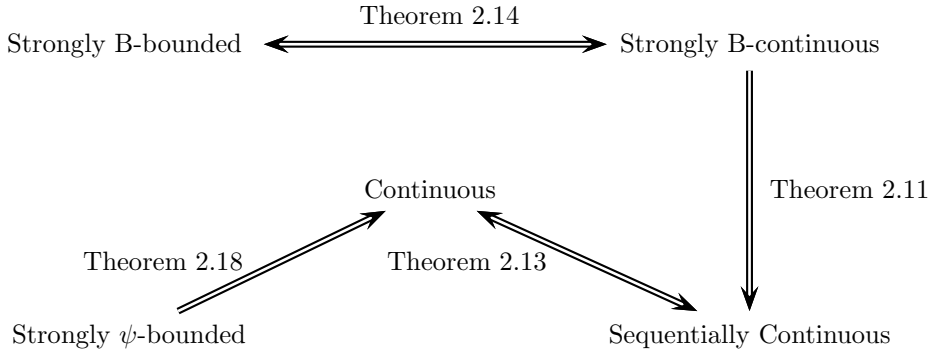 Theorem 2.14
Strongly B-bounded
Strongly B-continuous
Continuous
Theorem 2.11
Theorem 2.18
Theorem 2.13
Strongly ψ-bounded
Sequentially Continuous